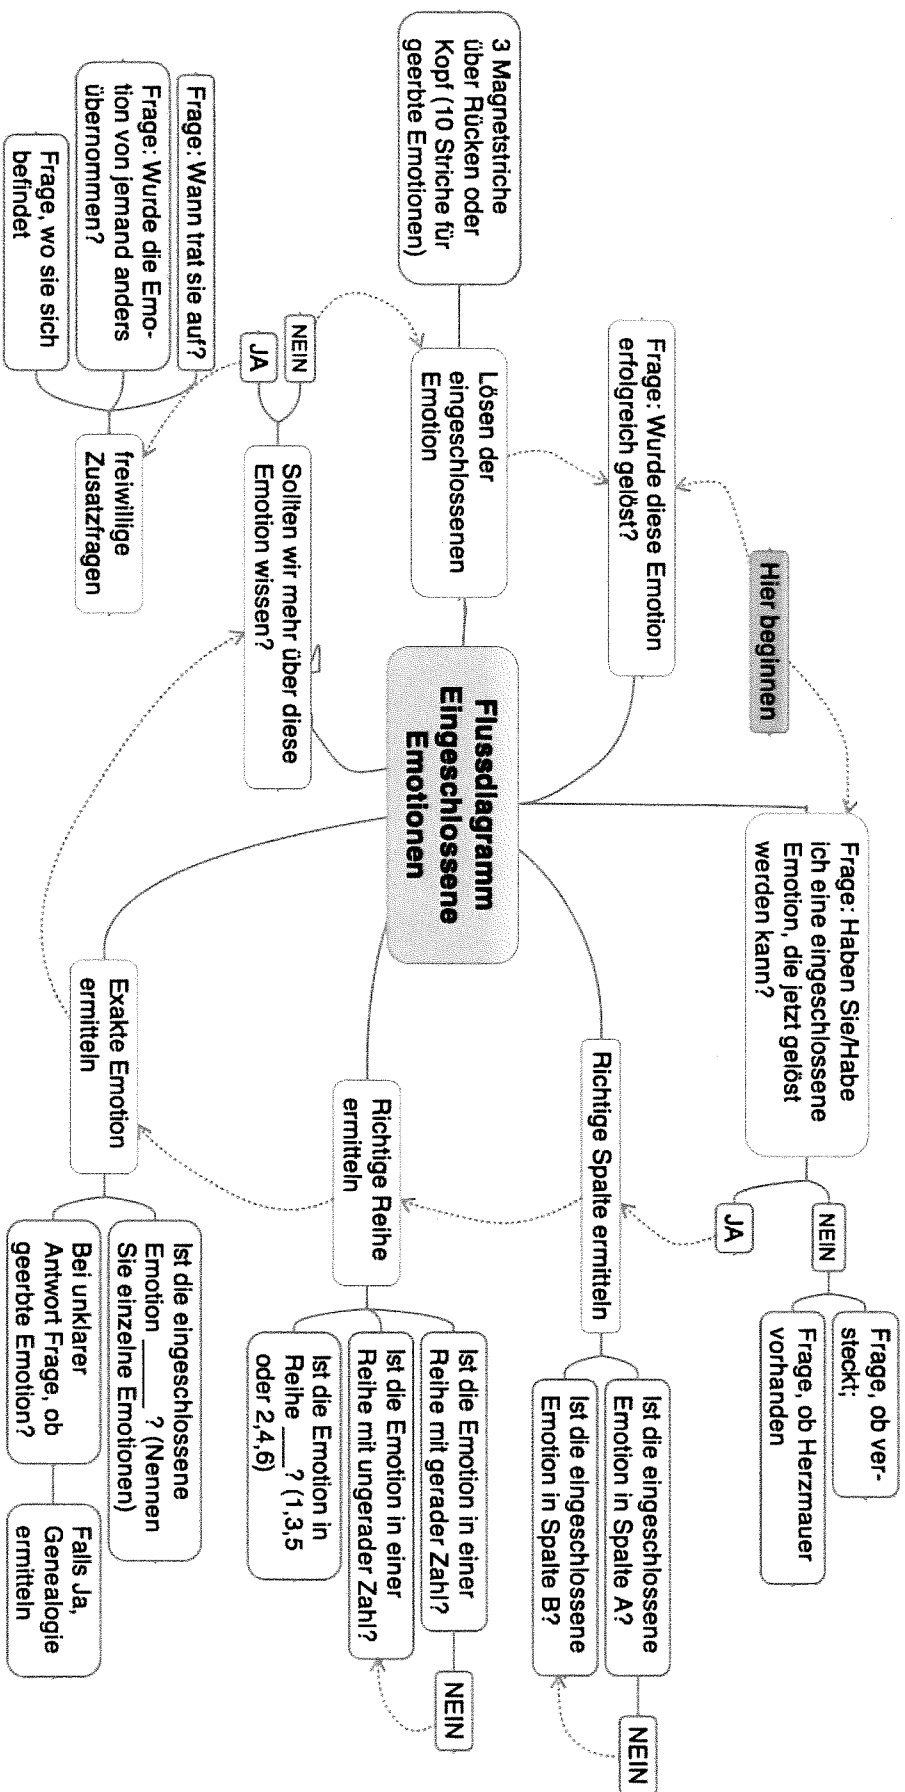 Hier beginnen
Frage: Haben Sie/Habe
ich eine eingeschlossene
Emotion, die jetzt gelöst
werden kann?
NEIN
Frage, ob ver-
steckt;
Frage, ob Herzmauer
vorhanden
JA
Richtige Spalte ermitteln
Ist die eingeschlossene
Emotion in Spalte A?
NEIN
Ist die eingeschlossene
Emotion in Spalte B?
Richtige Reihe
ermitteln
Ist die Emotion in einer
Reihe mit gerader Zahl?
NEIN
Ist die Emotion in einer
Reihe mit ungerader Zahl?
Ist die Emotion in
Reihe ___? (1,3,5
oder 2,4,6)
Exakte Emotion
ermitteln
Ist die eingeschlossene
Emotion _____ ? (Nennen
Sie einzelne Emotionen)
Bei unklarer
Antwort Frage, ob
geerbte Emotion?
Falls Ja,
Genealogie
ermitteln
Flussdiagramm
Eingeschlossene
Emotionen
Frage: Wurde diese Emotion
erfolgreich gelöst?
Lösen der
eingeschlossenen
Emotion
3 Magnetstriche
über Rücken oder
Kopf (10 Striche für
geerbte Emotionen)
Sollten wir mehr über diese
Emotion wissen?
NEIN
JA
freiwillige
Zusatzfragen
Frage: Wann trat sie auf?
Frage: Wurde die Emo-
tion von jemand anders
übernommen?
Frage, wo sie sich
befindet